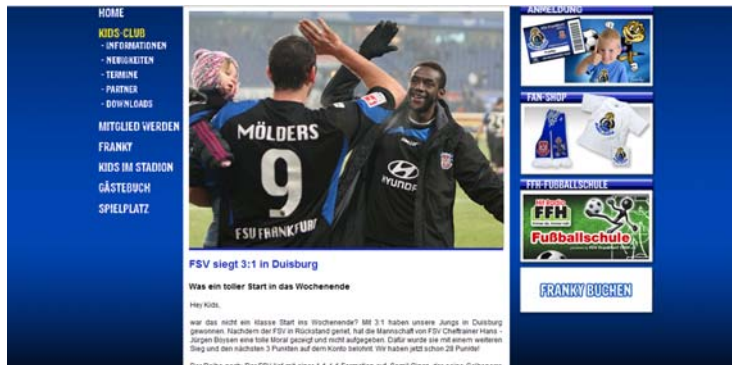 HOME
KIDS-CLUB
- INFORMATIONEN
- NEUIGKEITEN
- TERMINE
- PARTNER
- DOWNLOADS
MITGLIED WERDEN
FRANKY
KIDS IM STADION
GÄSTEBUCH
SPIELPLATZ
MÖLDERS
9
FSV FRANKFURT
HYUNDAI
FSV siegt 3:1 in Duisburg
Was ein toller Start in das Wochenende
Hey Kids,
war das nicht ein klasse Start ins Wochenende? Mit 3:1 haben unsere Jungs in Duisburg
gewonnen. Nachdem der FSV in Rückstand geriet, hat die Mannschaft von FSV Cheftrainer Hans -
Jürgen Boysen eine tolle Moral gezeigt und nicht aufgegeben. Dafür wurde sie mit einem weiteren
Sieg und den nächsten 3 Punkten auf dem Konto belohnt. Wir haben jetzt schon 28 Punkte!
ANMELDUNG
FAN-SHOP
FFH-FUßBALLSCHULE
Hit Radio
FFH
Fußballschule
FRANKY BUCHEN